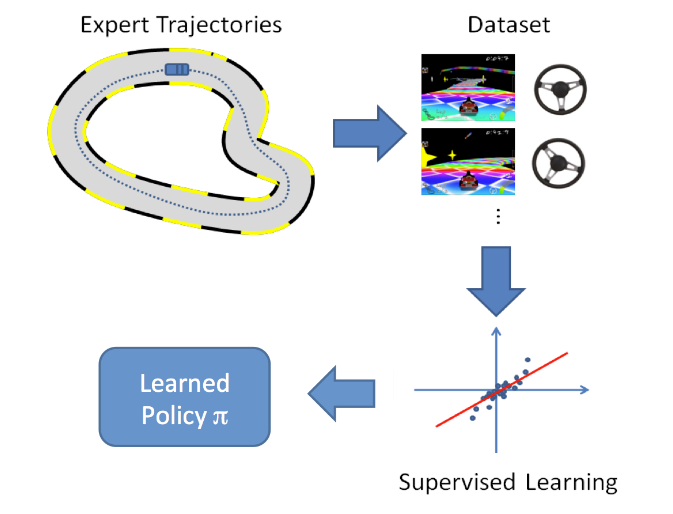 Expert Trajectories
Dataset
Learned
Policy π
Supervised Learning